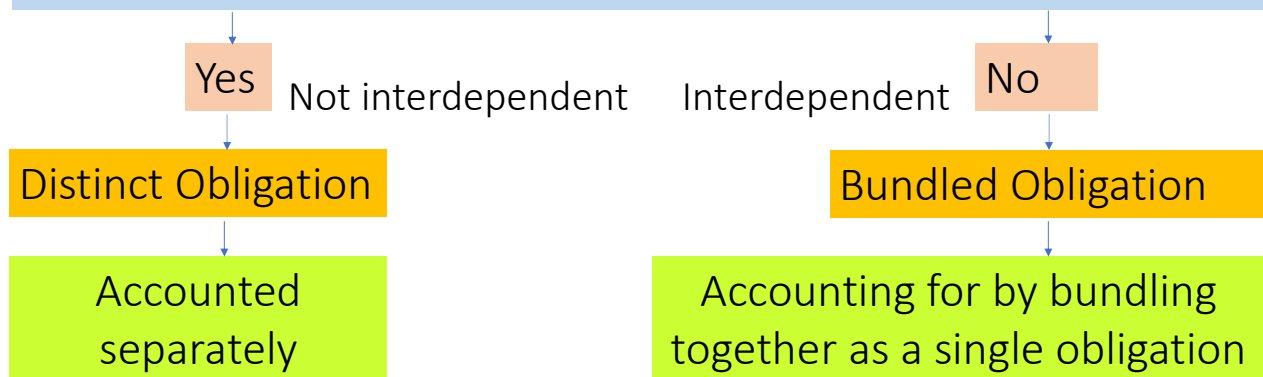 Yes
Not interdependent
Interdependent
No
Distinct Obligation
Bundled Obligation
Accounted
separately
Accounting for by bundling
together as a single obligation